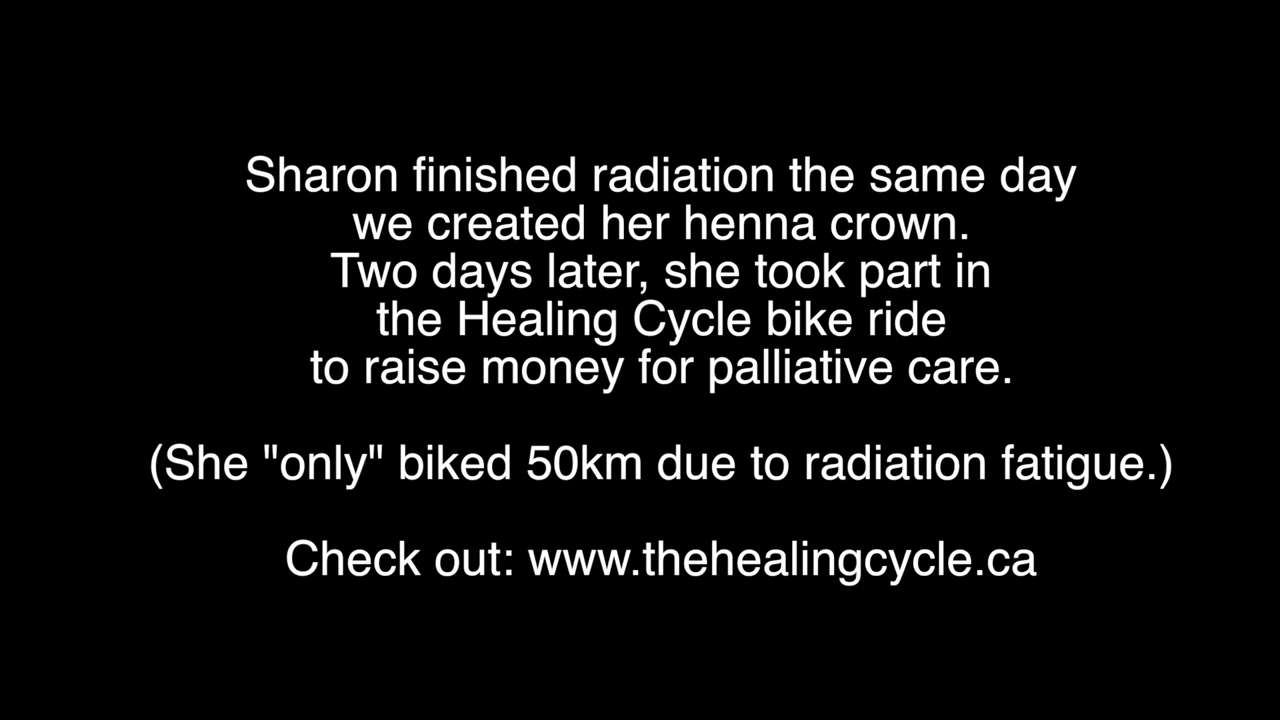 Sharon finished radiation the same day
we created her henna crown.
Two days later, she took part in
the Healing Cycle bike ride
to raise money for palliative care.
(She "only" biked 50km due to radiation fatigue.)
Check out: www.thehealingcycle.ca